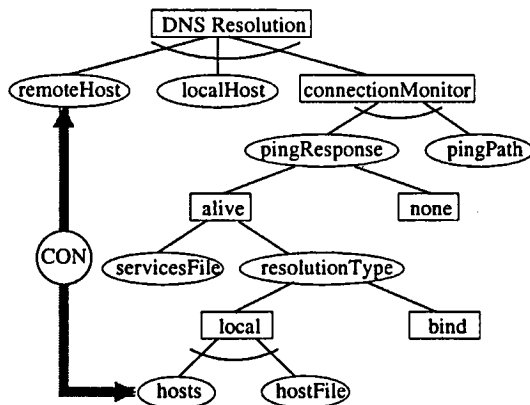 DNS Resolution
remoteHost
localHost
connectionMonitor
pingResponse
pingPath
alive
none
CON
servicesFile
resolutionType
local
bind
hosts
hostFile